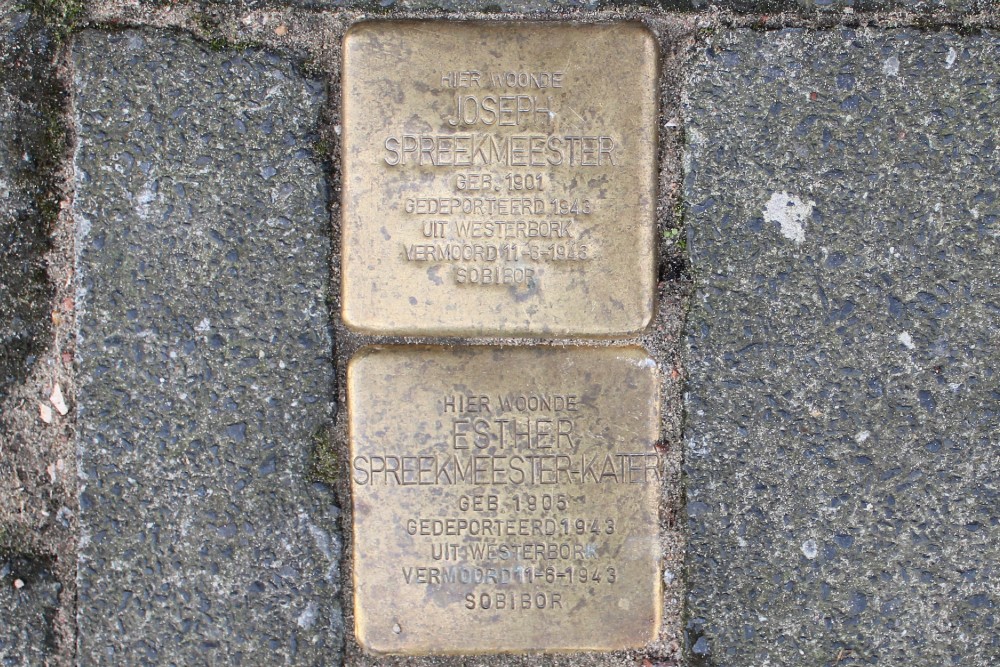 HIER WOONDE
JOSEPH
SPREEKMEESTER
GEB. 1901
GEDEPORTEERD 1943
UIT WESTERBORK
VERMOORD 11-6-1943
SOBIBOR
HIER WOONDE
ESTHER
SPREEKMEESTER-KATER
GEB. 1905
GEDEPORTEERD 1943
UIT WESTERBORK
VERMOORD 11-6-1943
SOBIBOR